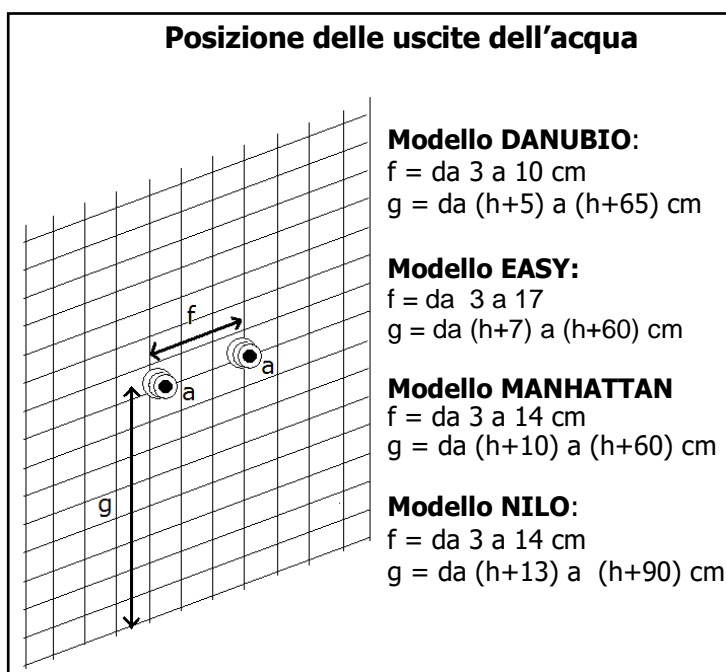 Posizione delle uscite dell'acqua
Modello DANUBIO:
f = da 3 a 10 cm
g = da (h+5) a (h+65) cm
Modello EASY:
f = da 3 a 17
g = da (h+7) a (h+60) cm
Modello MANHATTAN
f = da 3 a 14 cm
g = da (h+10) a (h+60) cm
Modello NILO:
f = da 3 a 14 cm
g = da (h+13) a (h+90) cm
f
a
a
g